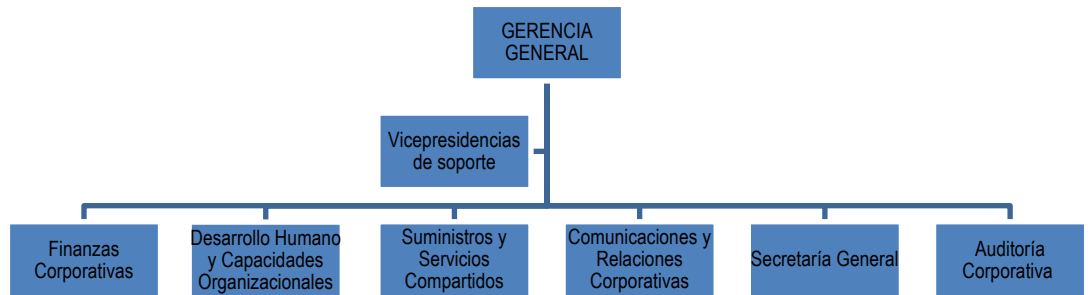 GERENCIA
GENERAL
Vicepresidencias
de soporte
Finanzas
Corporativas
Desarrollo Humano
y Capacidades
Organizacionales
Suministros y
Servicios
Compartidos
Comunicaciones y
Relaciones
Corporativas
Secretaría General
Auditoría
Corporativa